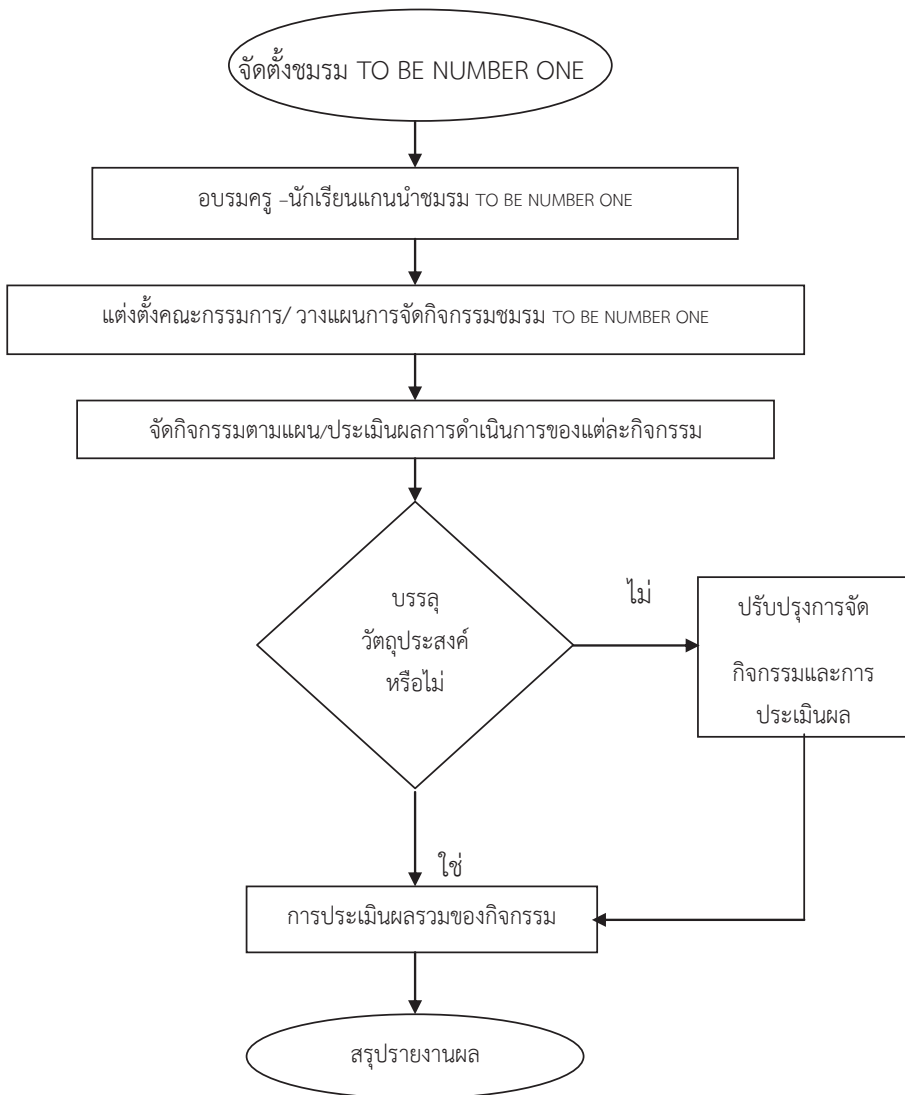 จัดตั้งชมรม TO BE NUMBER ONE
อบรมครู –นักเรียนแกนนำชมรม TO BE NUMBER ONE
แต่งตั้งคณะกรรมการ/ วางแผนการจัดกิจกรรมชมรม TO BE NUMBER ONE
จัดกิจกรรมตามแผน/ประเมินผลการดำเนินการของแต่ละกิจกรรม
บรรลุ
วัตถุประสงค์
หรือไม่
ไม่
ปรับปรุงการจัด
กิจกรรมและการ
ประเมินผล
ใช่
การประเมินผลรวมของกิจกรรม
สรุปรายงานผล